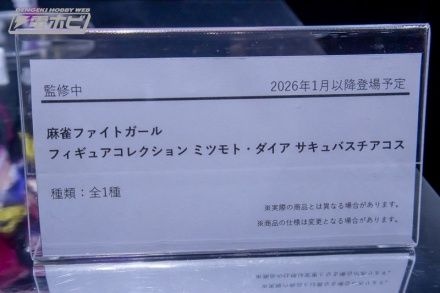 DENGEKI HOBBY WEB
電撃ホビー
監修中
2026年1月以降登場予定
麻雀ファイトガール
フィギュアコレクション ミツモト・ダイア サキュバスチアコス
種類：全1種
※実際の商品とは異なる場合があります。
※商品の仕様は変更となる場合があります。